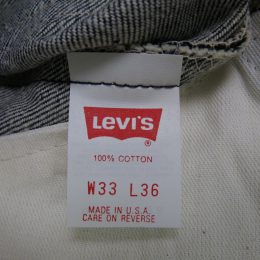 LEVI'S
®
100% COTTON
W33 L36
MADE IN U.S.A.
CARE ON REVERSE